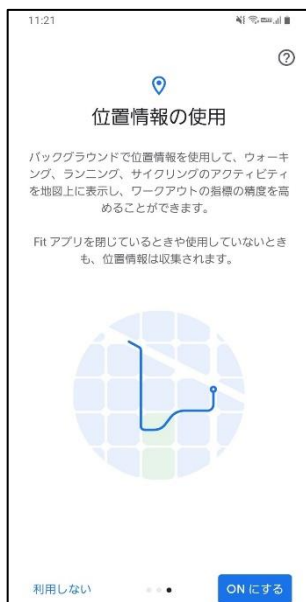 11:21
位置情報の使用
バックグラウンドで位置情報を使用して、ウォーキ
ング、ランニング、サイクリングのアクティビティ
を地図上に表示し、ワークアウトの指標の精度を高
めることができます。
Fit アプリを閉じているときや使用していないとき
も、位置情報は収集されます。
利用しない
ON にする